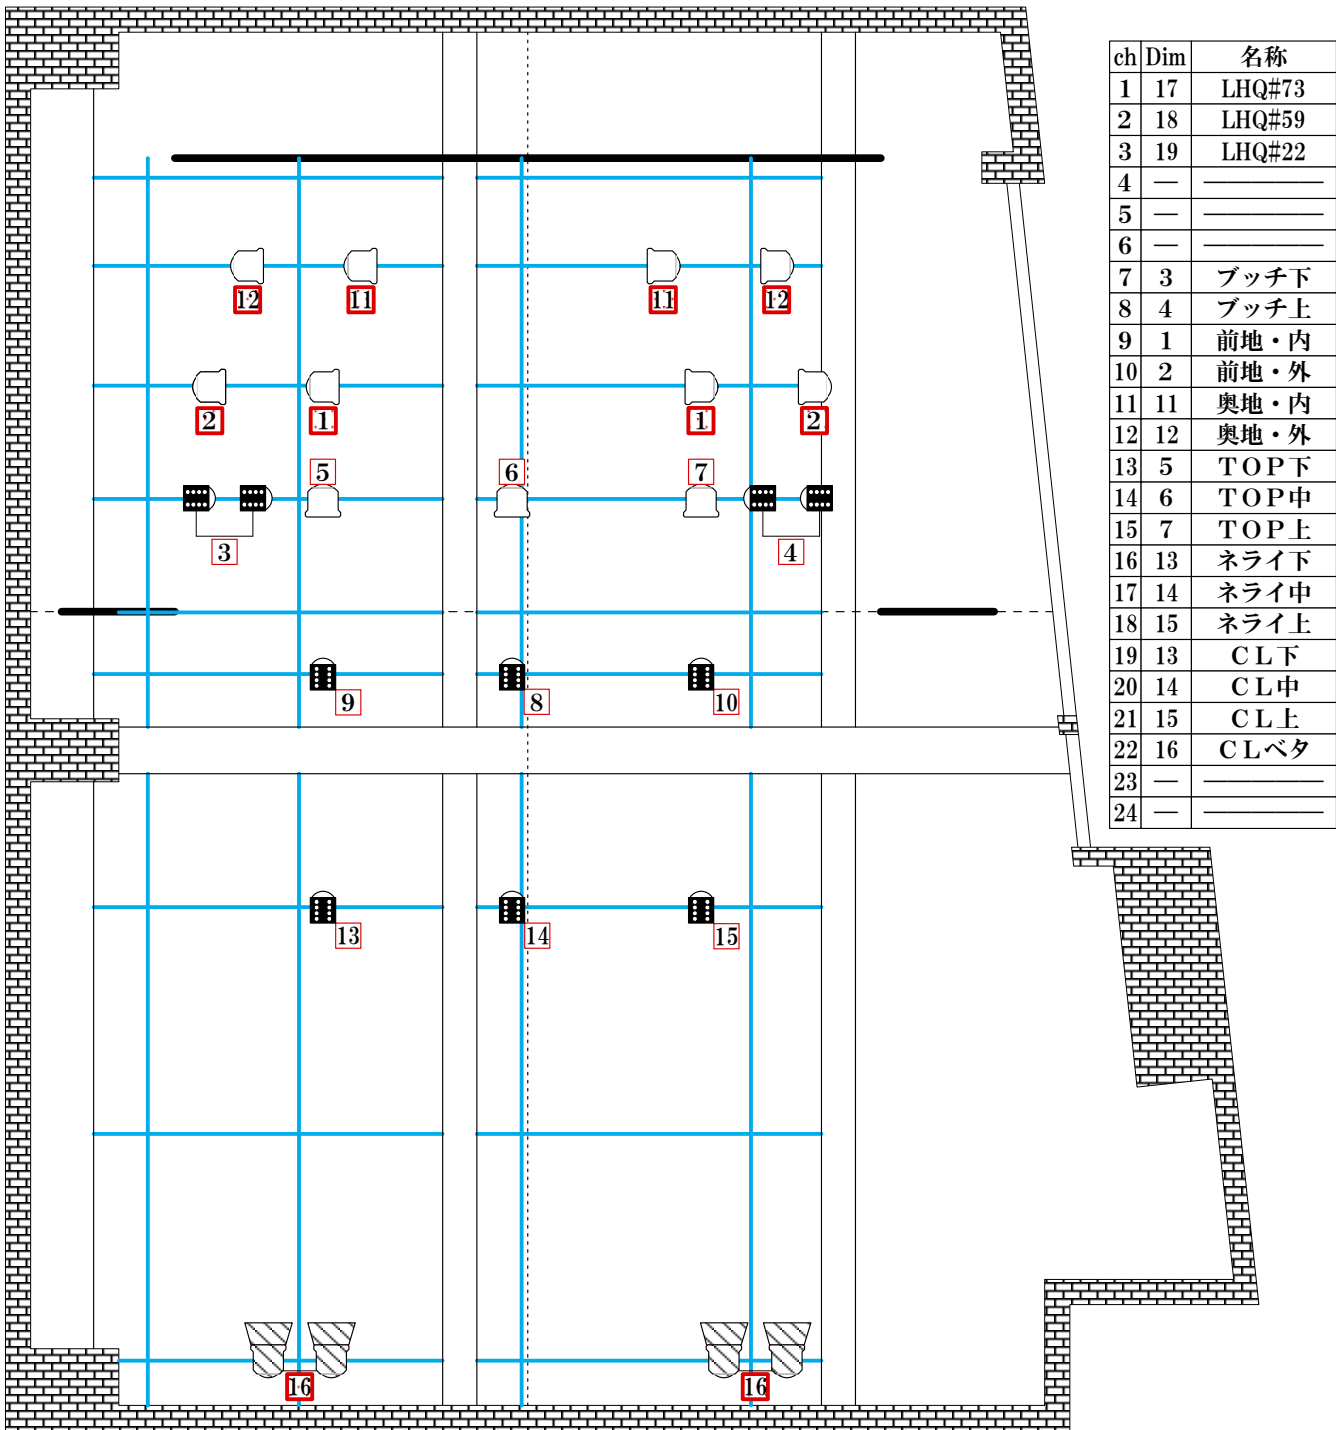 ch Dim 名称
1 17 LHQ#73
2 18 LHQ#59
3 19 LHQ#22
4 — —————
5 — —————
6 — —————
7 3 ブッチ下
8 4 ブッチ上
9 1 前地・内
10 2 前地・外
11 11 奥地・内
12 12 奥地・外
13 5 TOP下
14 6 TOP中
15 7 TOP上
16 13 ネライ下
17 14 ネライ中
18 15 ネライ上
19 13 CL下
20 14 CL中
21 15 CL上
22 16 CLベタ
23 — —————
24 — —————
12 11 11 12
2 1 1 2
5 6 7
3 4
9 8 10
13 14 15
16 16